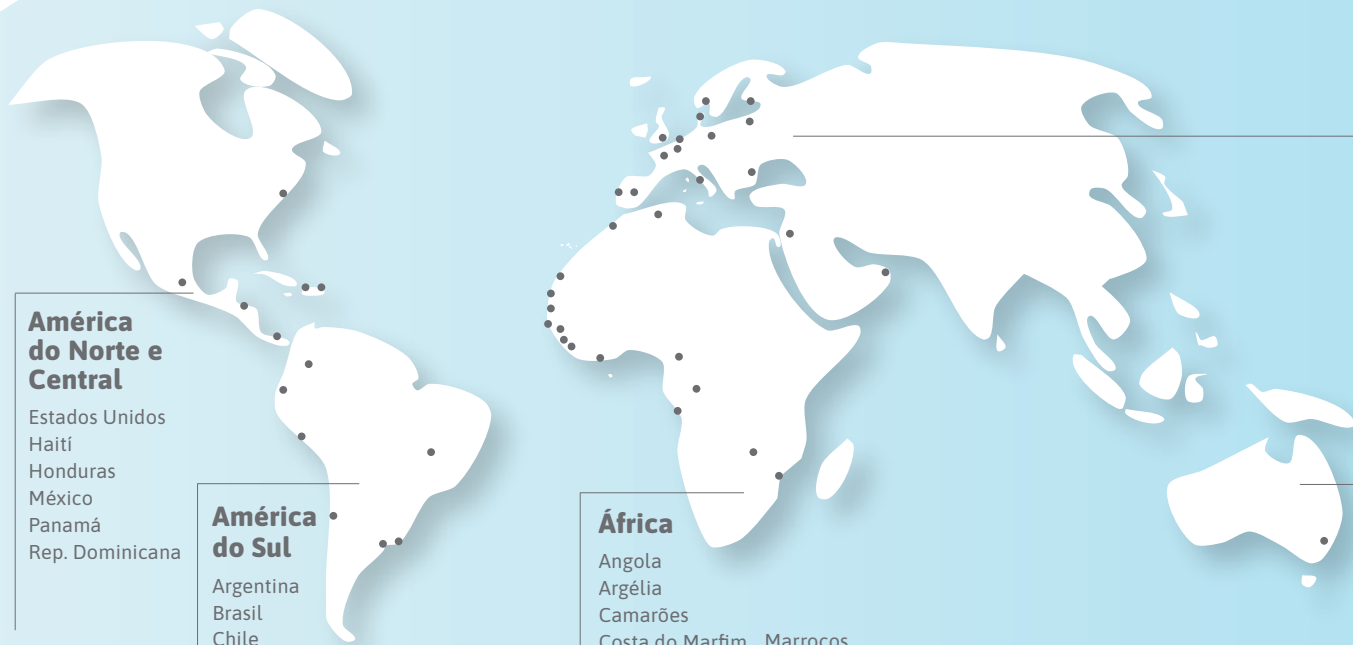 América
do Norte e
Central
Estados Unidos
Haití
Honduras
México
Panamá
Rep. Dominicana
América
do Sul
Argentina
Brasil
Chile
África
Angola
Argélia
Camarões
Costa do Marfim Marrocos